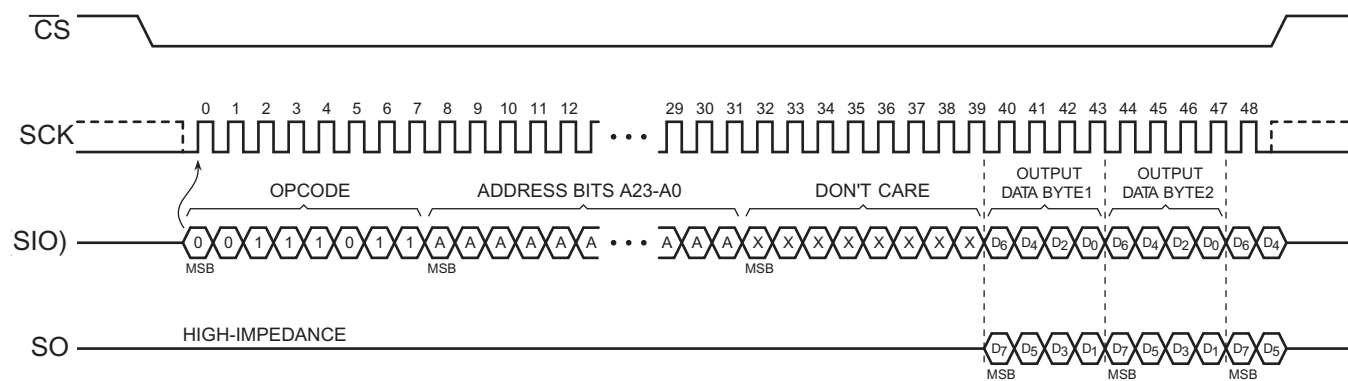 CS
SCK
0 1 2 3 4 5 6 7 8 9 10 11 12 29 30 31 32 33 34 35 36 37 38 39 40 41 42 43 44 45 46 47 48
OPCODE
ADDRESS BITS A23-A0
DON'T CARE
OUTPUT
DATA BYTE1
OUTPUT
DATA BYTE2
SIO)
0 0 1 1 1 0 1 1 A A A A A A A A A X X X X X X X X D6 D4 D2 D0 D6 D4 D2 D0 D6 D4
MSB MSB MSB
SO
HIGH-IMPEDANCE
D7 D5 D3 D1 D7 D5 D3 D1 D7 D5
MSB MSB MSB